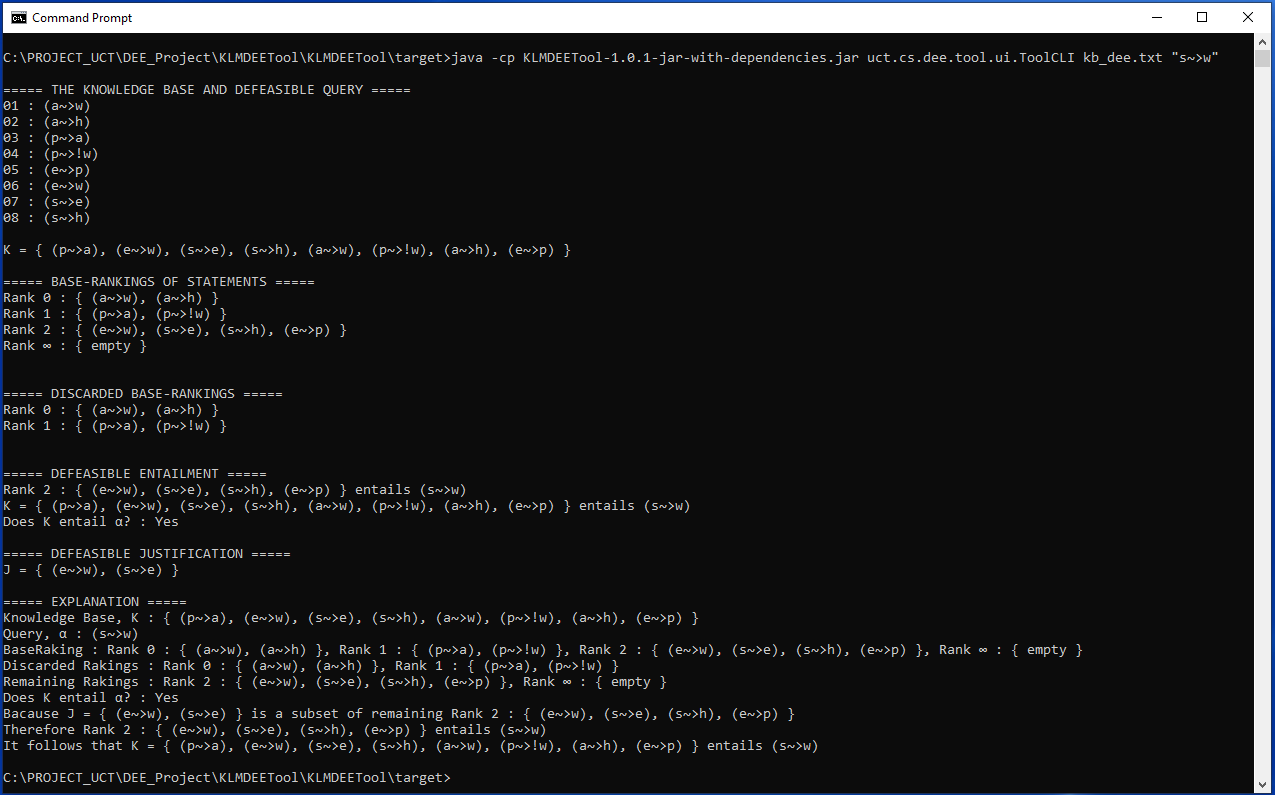 Command Prompt
C:\PROJECT_UCT\DEE_Project\KLMDEETool\KLMDEETool\target>java -cp KLMDEETool-1.0.1-jar-with-dependencies.jar uct.cs.dee.tool.ui.ToolCLI kb_dee.txt "s~>w"
===== THE KNOWLEDGE BASE AND DEFEASIBLE QUERY =====
01 : (a~>w)
02 : (a~>h)
03 : (p~>a)
04 : (p~>!w)
05 : (e~>p)
06 : (e~>w)
07 : (s~>e)
08 : (s~>h)
K = { (p~>a), (e~>w), (s~>e), (s~>h), (a~>w), (p~>!w), (a~>h), (e~>p) }
===== BASE-RANKINGS OF STATEMENTS =====
Rank 0 : { (a~>w), (a~>h) }
Rank 1 : { (p~>a), (p~>!w) }
Rank 2 : { (e~>w), (s~>e), (s~>h), (e~>p) }
Rank ∞ : { empty }
===== DISCARDED BASE-RANKINGS =====
Rank 0 : { (a~>w), (a~>h) }
Rank 1 : { (p~>a), (p~>!w) }
===== DEFEASIBLE ENTAILMENT =====
Rank 2 : { (e~>w), (s~>e), (s~>h), (e~>p) } entails (s~>w)
K = { (p~>a), (e~>w), (s~>e), (s~>h), (a~>w), (p~>!w), (a~>h), (e~>p) } entails (s~>w)
Does K entail α? : Yes
===== DEFEASIBLE JUSTIFICATION =====
J = { (e~>w), (s~>e) }
===== EXPLANATION =====
Knowledge Base, K : { (p~>a), (e~>w), (s~>e), (s~>h), (a~>w), (p~>!w), (a~>h), (e~>p) }
Query, α : (s~>w)
BaseRaking : Rank 0 : { (a~>w), (a~>h) }, Rank 1 : { (p~>a), (p~>!w) }, Rank 2 : { (e~>w), (s~>e), (s~>h), (e~>p) }, Rank ∞ : { empty }
Discarded Rakings : Rank 0 : { (a~>w), (a~>h) }, Rank 1 : { (p~>a), (p~>!w) }
Remaining Rakings : Rank 2 : { (e~>w), (s~>e), (s~>h), (e~>p) }, Rank ∞ : { empty }
Does K entail α? : Yes
Bacause J = { (e~>w), (s~>e) } is a subset of remaining Rank 2 : { (e~>w), (s~>e), (s~>h), (e~>p) }
Therefore Rank 2 : { (e~>w), (s~>e), (s~>h), (e~>p) } entails (s~>w)
It follows that K = { (p~>a), (e~>w), (s~>e), (s~>h), (a~>w), (p~>!w), (a~>h), (e~>p) } entails (s~>w)
C:\PROJECT_UCT\DEE_Project\KLMDEETool\KLMDEETool\target>